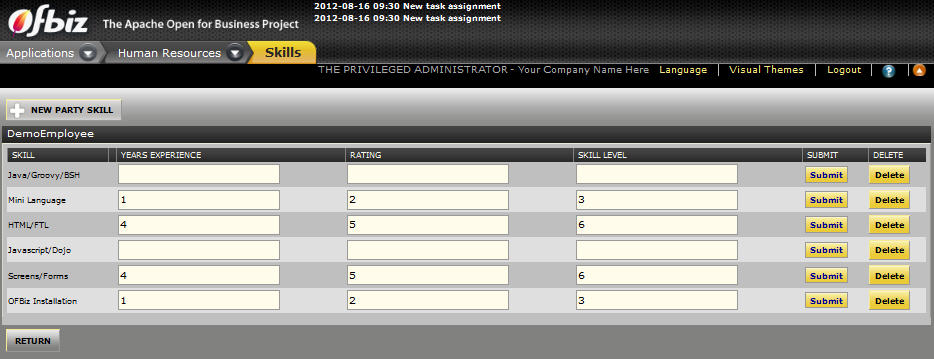 2012-08-16 09:30 New task assignment
2012-08-16 09:30 New task assignment
Ofbiz The Apache Open for Business Project
Applications Human Resources Skills
THE PRIVILEGED ADMINISTRATOR - Your Company Name Here Language Visual Themes Logout ?
NEW PARTY SKILL
DemoEmployee
SKILL YEARS EXPERIENCE RATING SKILL LEVEL SUBMIT DELETE
Java/Groovy/BSH Submit Delete
Mini Language 1 2 3 Submit Delete
HTML/FTL 4 5 6 Submit Delete
Javascript/Dojo Submit Delete
Screens/Forms 4 5 6 Submit Delete
OFBiz Installation 1 2 3 Submit Delete
RETURN